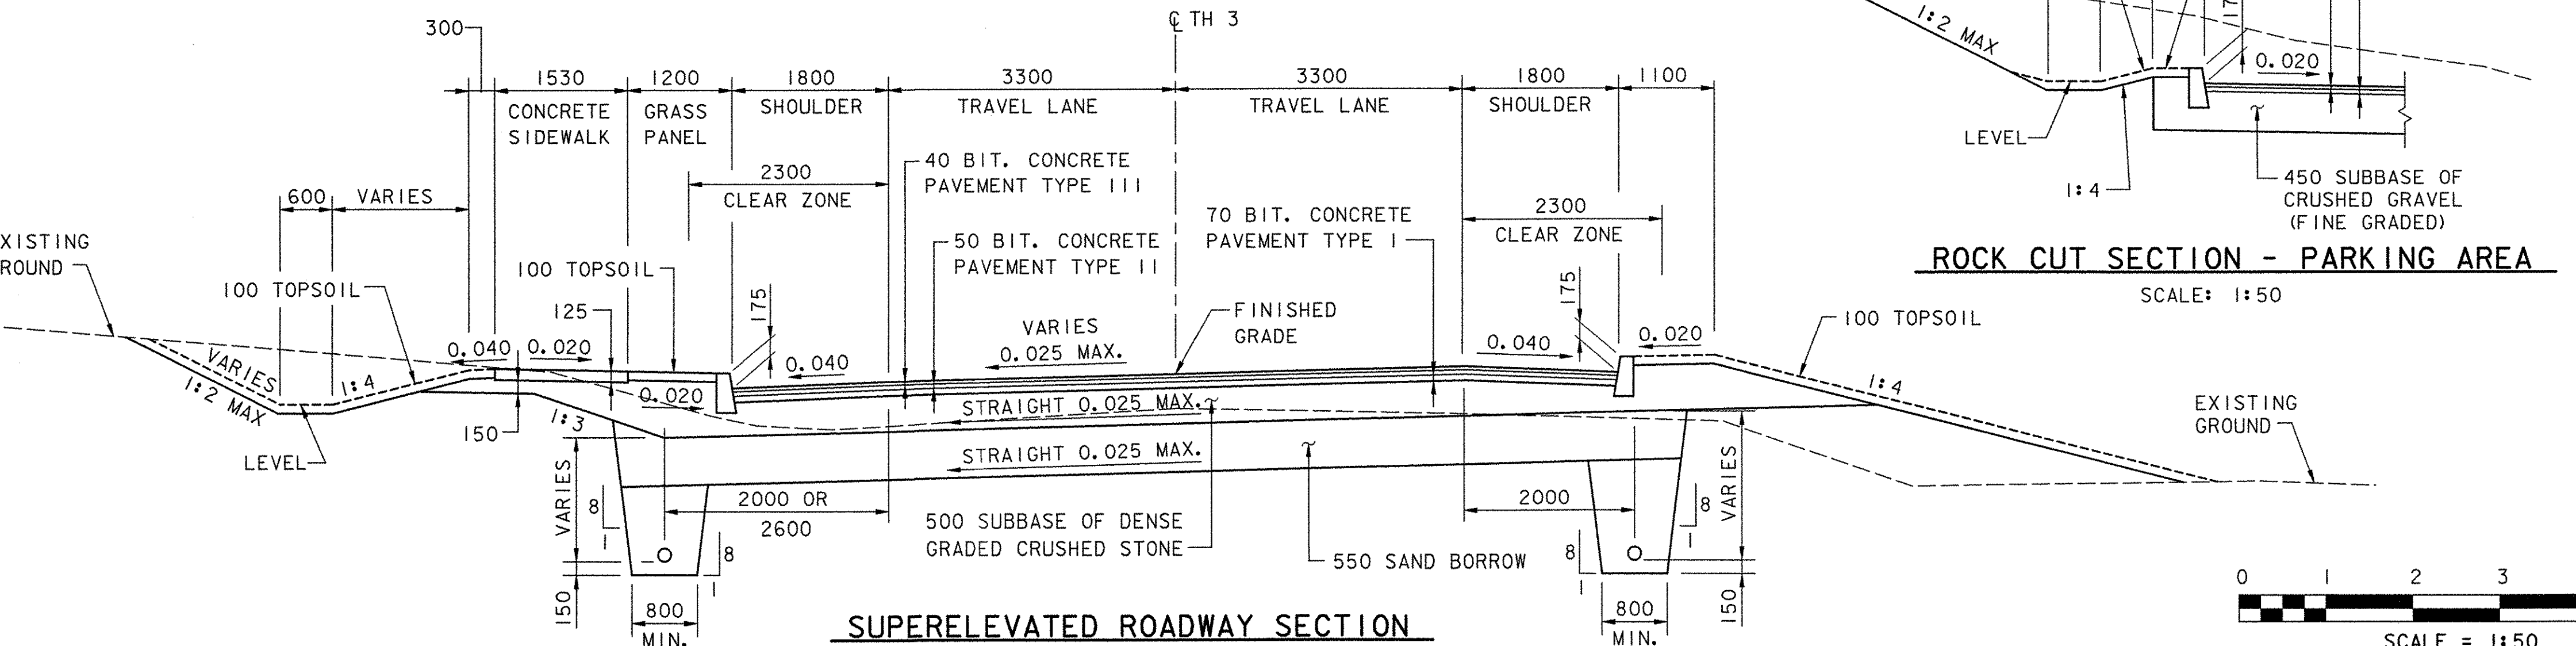 ℄ TH 3
300
1530
1200
1800
3300
3300
1800
1100
CONCRETE
SIDEWALK
GRASS
PANEL
SHOULDER
TRAVEL LANE
TRAVEL LANE
SHOULDER
40 BIT. CONCRETE
PAVEMENT TYPE III
2300
CLEAR ZONE
600
VARIES
70 BIT. CONCRETE
PAVEMENT TYPE I
2300
CLEAR ZONE
50 BIT. CONCRETE
PAVEMENT TYPE II
XISTING
ROUND
100 TOPSOIL
100 TOPSOIL
125
175
175
FINISHED
GRADE
VARIES
0.025 MAX.
0.040
0.020
0.040
0.040
0.020
100 TOPSOIL
VARIES
1:2 MAX
1:4
0.020
1:3
150
LEVEL
STRAIGHT 0.025 MAX.
STRAIGHT 0.025 MAX.
1:4
EXISTING
GROUND
VARIES
8
1
2000 OR
2600
8
1
150
800
MIN.
500 SUBBASE OF DENSE
GRADED CRUSHED STONE
550 SAND BORROW
2000
8
1
8
1
VARIES
150
800
MIN.
SUPERELEVATED ROADWAY SECTION
1:2 MAX
17
0.020
LEVEL
1:4
450 SUBBASE OF
CRUSHED GRAVEL
(FINE GRADED)
ROCK CUT SECTION - PARKING AREA
SCALE: 1:50
0 1 2 3
SCALE = 1:50